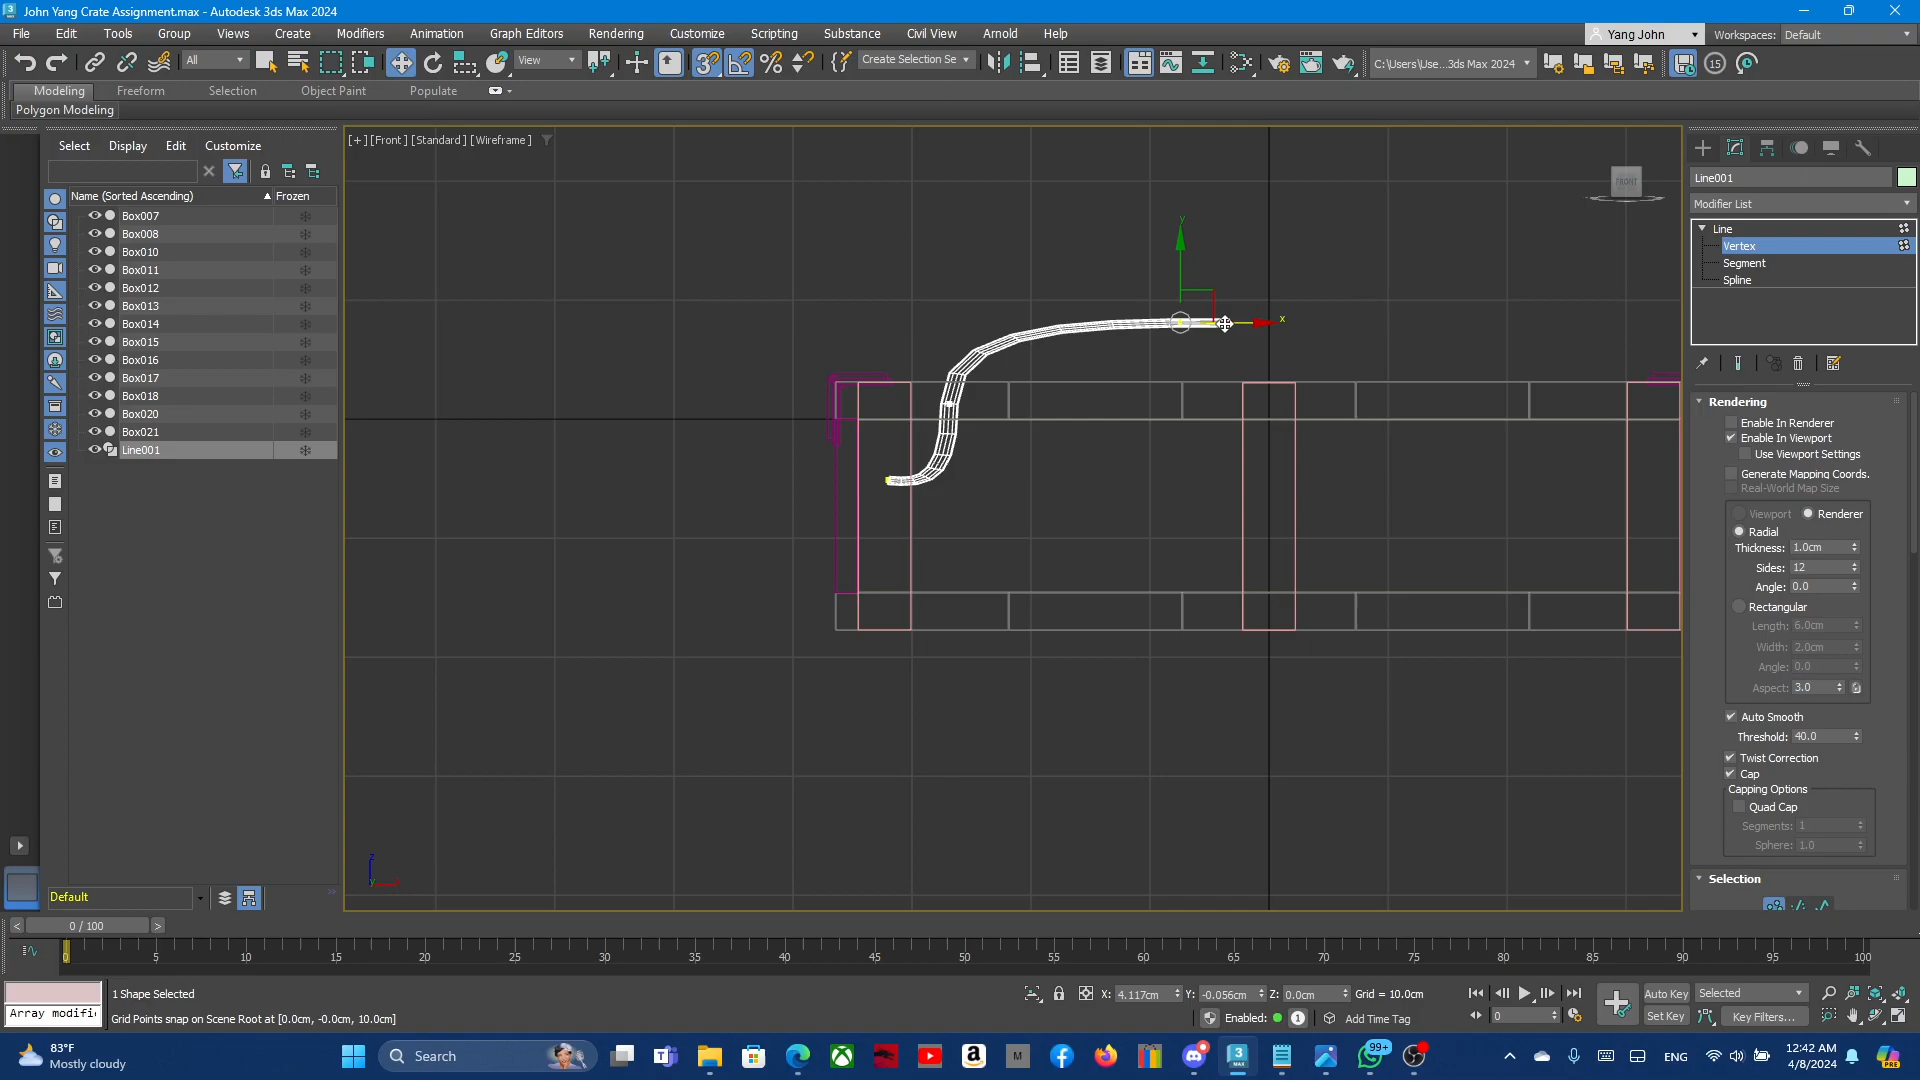 John Yang Crate Assignment.max - Autodesk 3ds Max 2024
File Edit Tools Group Views Create Modifiers Animation Graph Editors Rendering Customize Scripting Substance Civil View Arnold Help
Yang John Workspaces: Default
All View Create Selection Se C:\Users\Use...3ds Max 2024 15
Modeling Freeform Selection Object Paint Populate
Polygon Modeling
Select Display Edit Customize
Name (Sorted Ascending) Frozen
Box007
Box008
Box010
Box011
Box012
Box013
Box014
Box015
Box016
Box017
Box018
Box020
Box021
Line001
Default
[+] [Front] [Standard] [Wireframe]
FRONT
y
x
z
Line001
Modifier List
Line
Vertex
Segment
Spline
Rendering
Enable In Renderer
Enable In Viewport
Use Viewport Settings
Generate Mapping Coords.
Real-World Map Size
Viewport Renderer
Radial
Thickness: 1.0cm
Sides: 12
Angle: 0.0
Rectangular
Length: 6.0cm
Width: 2.0cm
Angle: 0.0
Aspect: 3.0
Auto Smooth
Threshold: 40.0
Twist Correction
Cap
Capping Options
Quad Cap
Segments: 1
Sphere: 1.0
Selection
< 0 / 100 >
0 5 10 15 20 25 30 35 40 45 50 55 60 65 70 75 80 85 90 95 100
Array modifi
1 Shape Selected
Grid Points snap on Scene Root at [0.0cm, -0.0cm, 10.0cm]
X: 4.117cm Y: -0.056cm Z: 0.0cm Grid = 10.0cm
Enabled: 1 Add Time Tag
0
Auto Key Selected
Set Key Key Filters...
83°F
Mostly cloudy
Search
M
99+
3
MAX
ENG
12:42 AM
4/8/2024
PRE